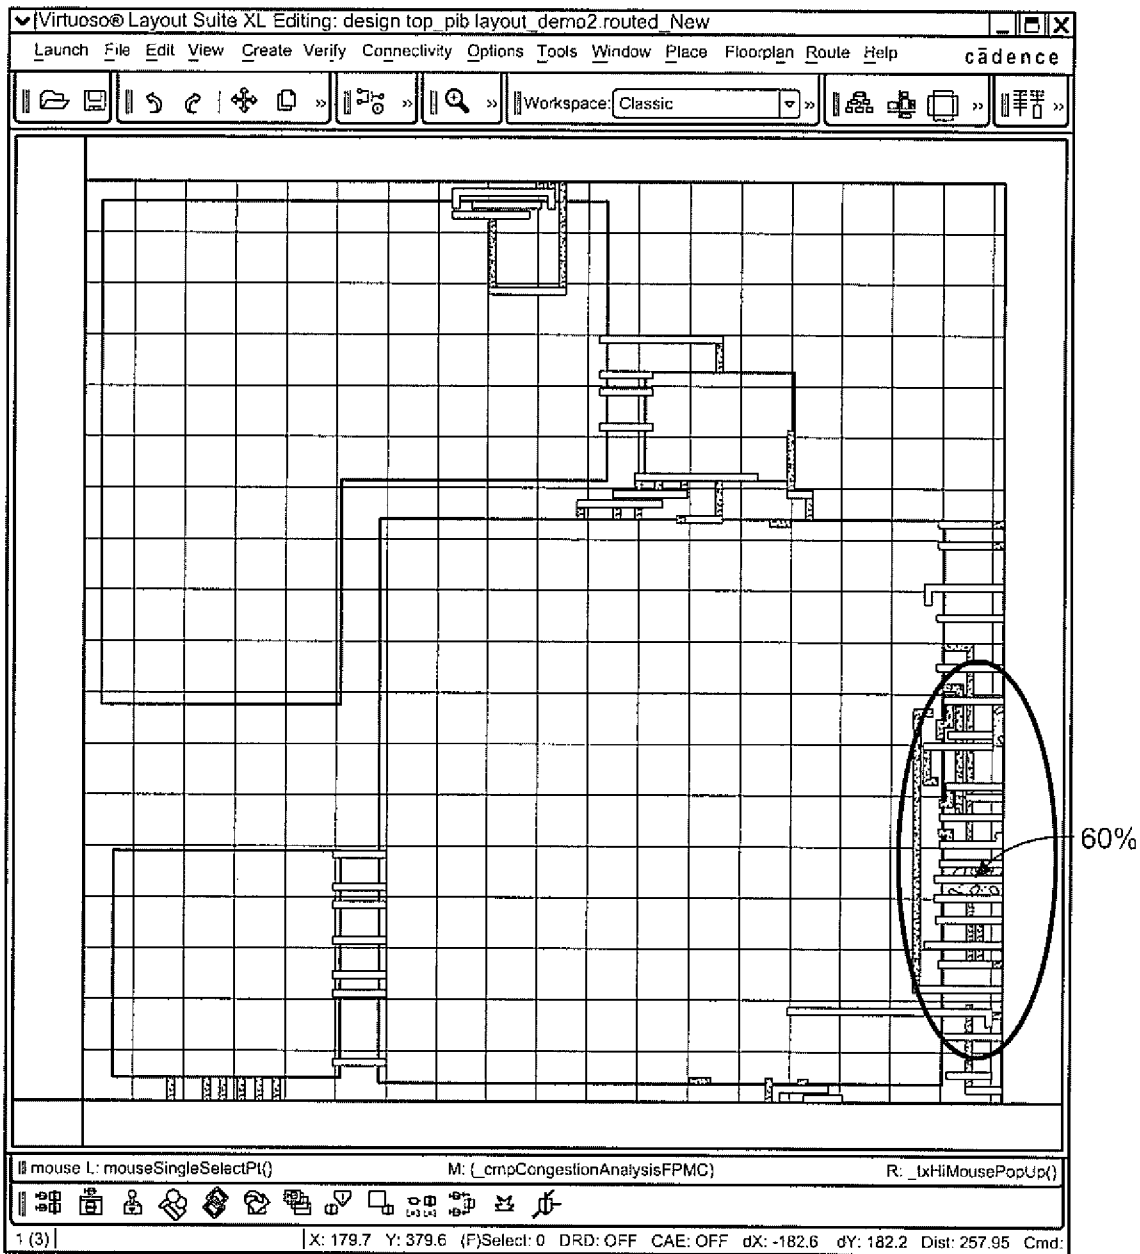 Virtuoso® Layout Suite XL Editing: design top_pib layout_demo2.routed_New
Launch File Edit View Create Verify Connectivity Options Tools Window Place Floorplan Route Help cādence
Workspace: Classic
60%
mouse L: mouseSingleSelectPt() M: (_cmpCongestionAnalysisFPMC) R: _lxHiMousePopUp()
1 (3) X: 179.7 Y: 379.6 (F)Select: 0 DRD: OFF CAE: OFF dX: -182.6 dY: 182.2 Dist: 257.95 Cmd: